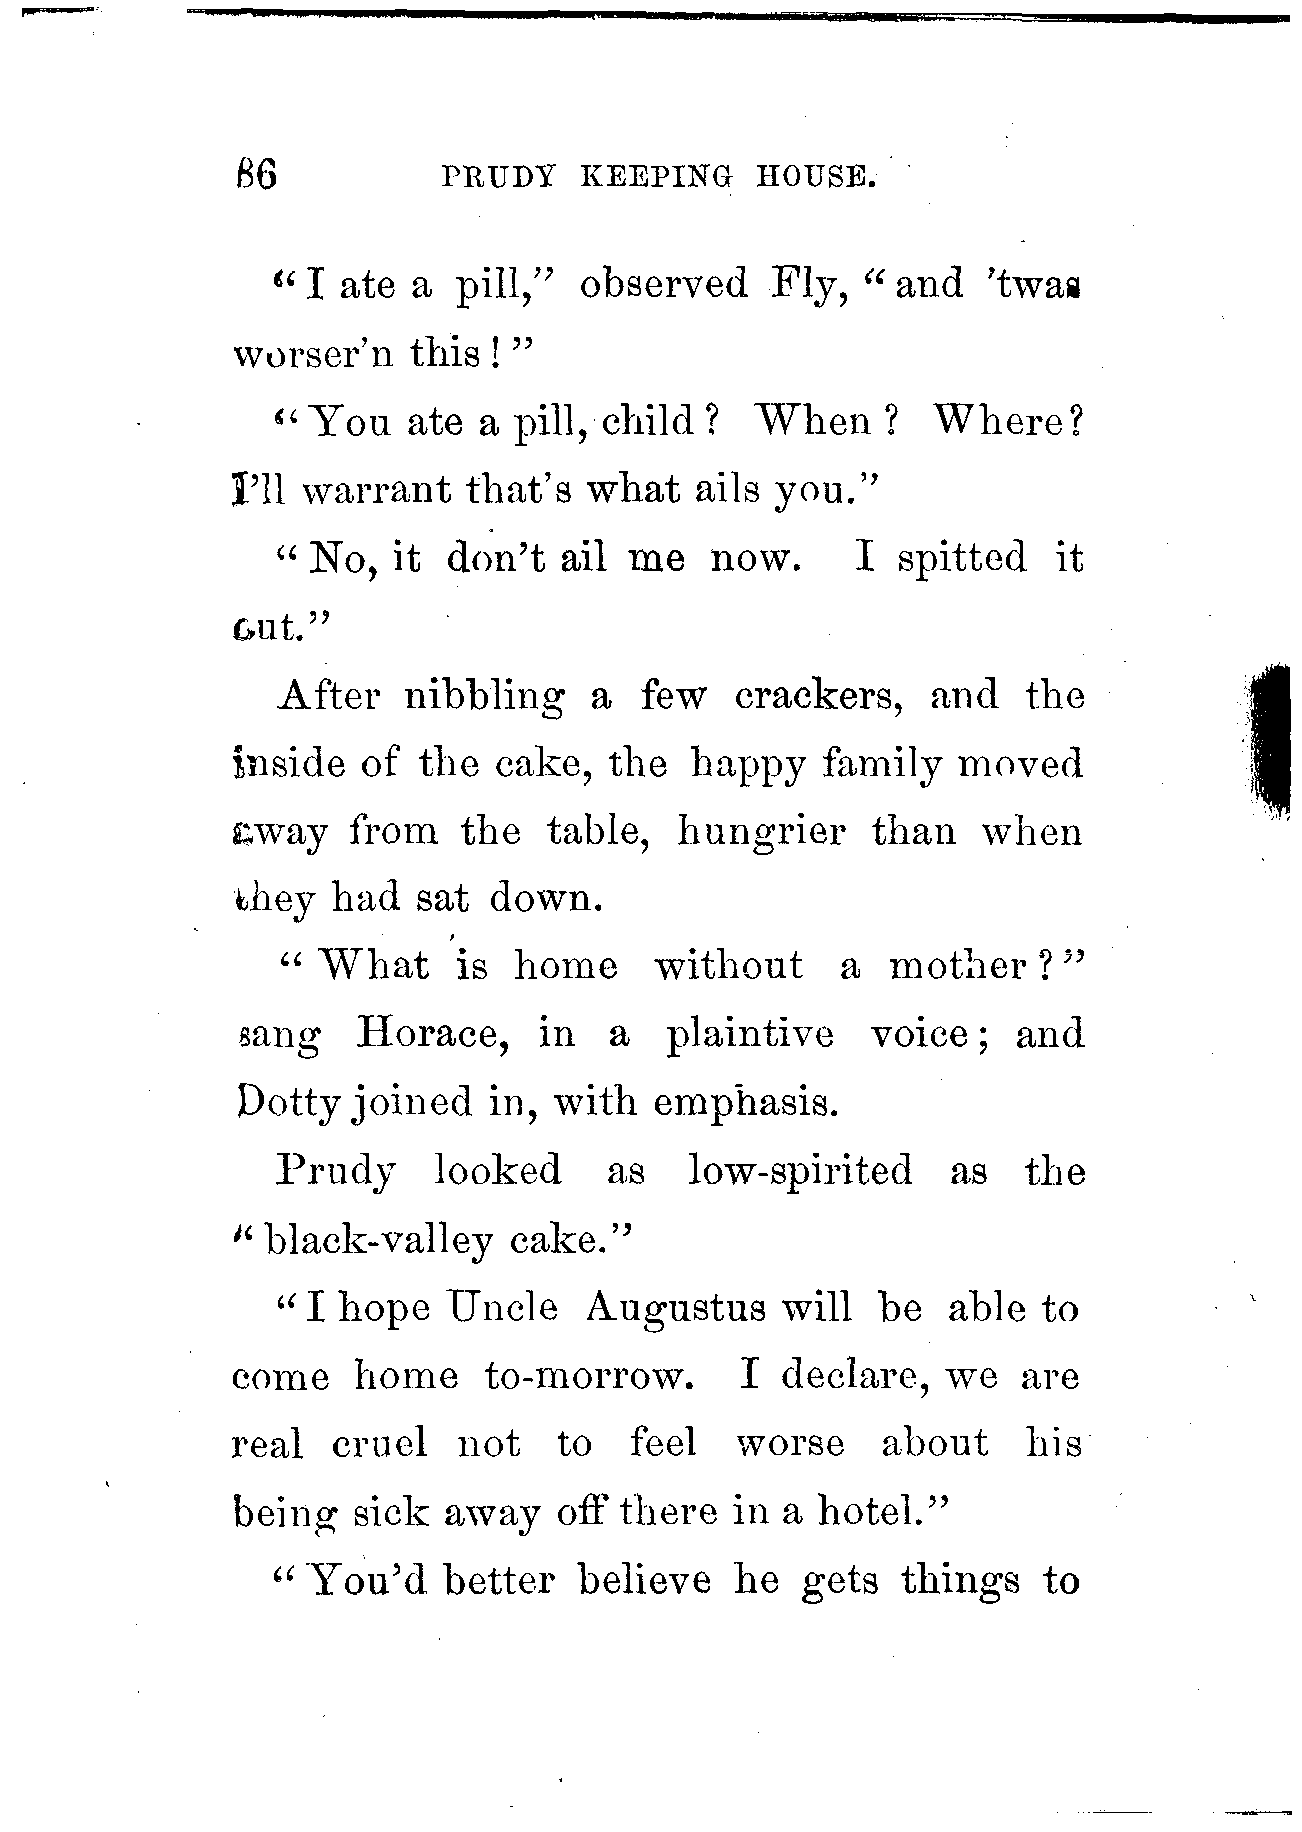 86 PRUDY KEEPING HOUSE.
“I ate a pill,” observed Fly, “and ’twas
worser’n this!”
“You ate a pill, child? When? Where?
I’ll warrant that’s what ails you.”
“No, it don’t ail me now. I spitted it
out.”
After nibbling a few crackers, and the
inside of the cake, the happy family moved
away from the table, hungrier than when
they had sat down.
“What is home without a mother?”
sang Horace, in a plaintive voice; and
Dotty joined in, with emphasis.
Prudy looked as low-spirited as the
“black-valley cake.”
“I hope Uncle Augustus will be able to
come home to-morrow. I declare, we are
real cruel not to feel worse about his
being sick away off there in a hotel.”
“You’d better believe he gets things to